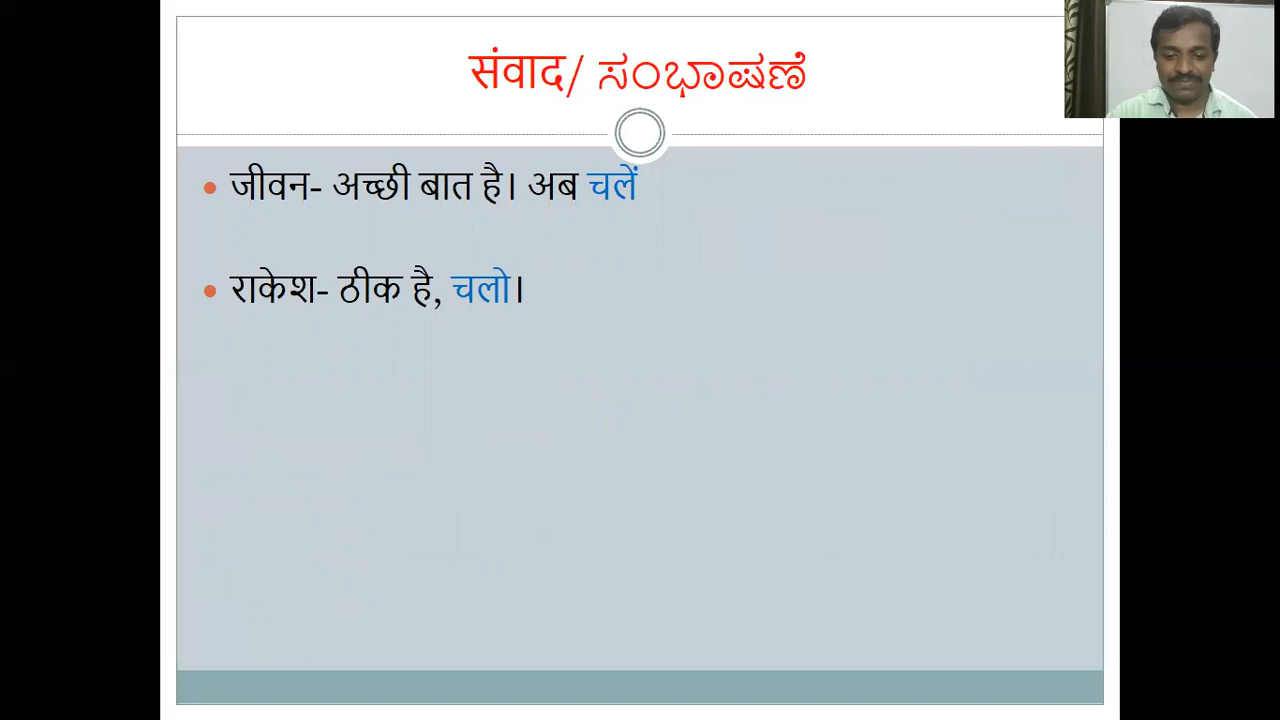 संवाद/ ಸಂಭಾಷಣೆ
जीवन- अच्छी बात है। अब चलें
राकेश- ठीक है, चलो।